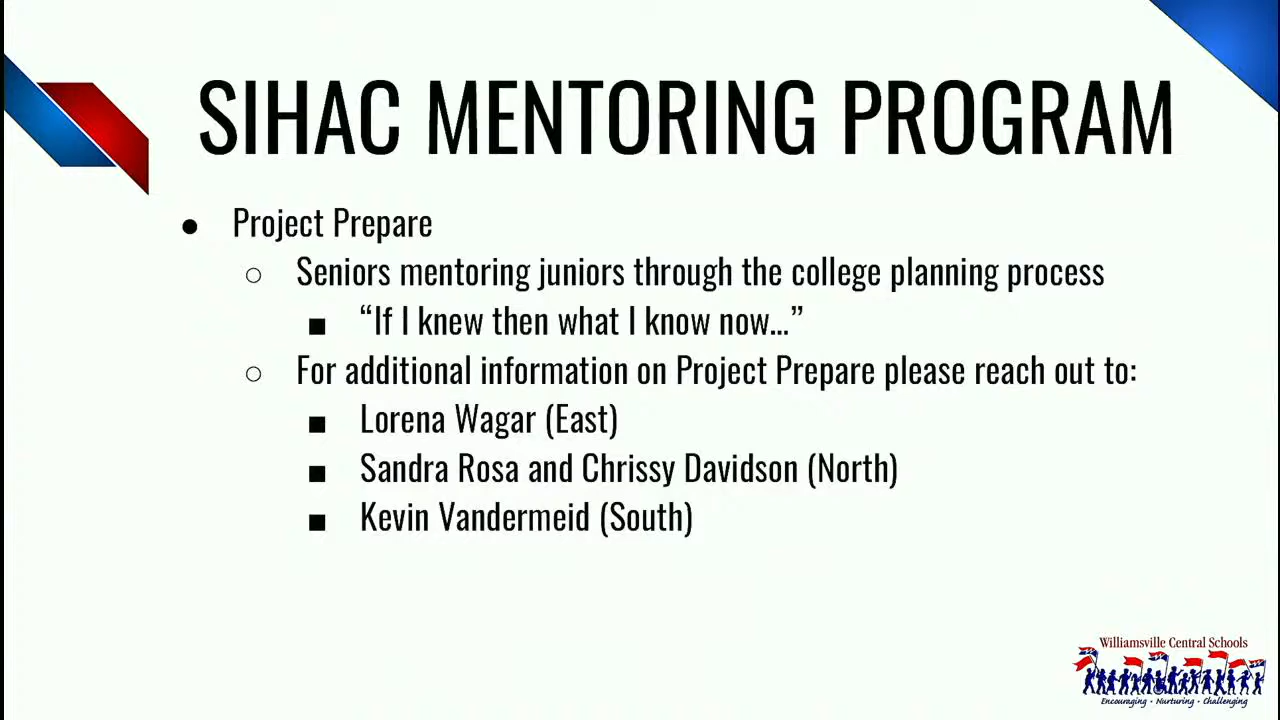 SIHAC MENTORING PROGRAM
● Project Prepare
○ Seniors mentoring juniors through the college planning process
■ “If I knew then what I know now...”
○ For additional information on Project Prepare please reach out to:
■ Lorena Wagar (East)
■ Sandra Rosa and Chrissy Davidson (North)
■ Kevin Vandermeid (South)
Williamsville Central Schools
Encouraging • Nurturing • Challenging